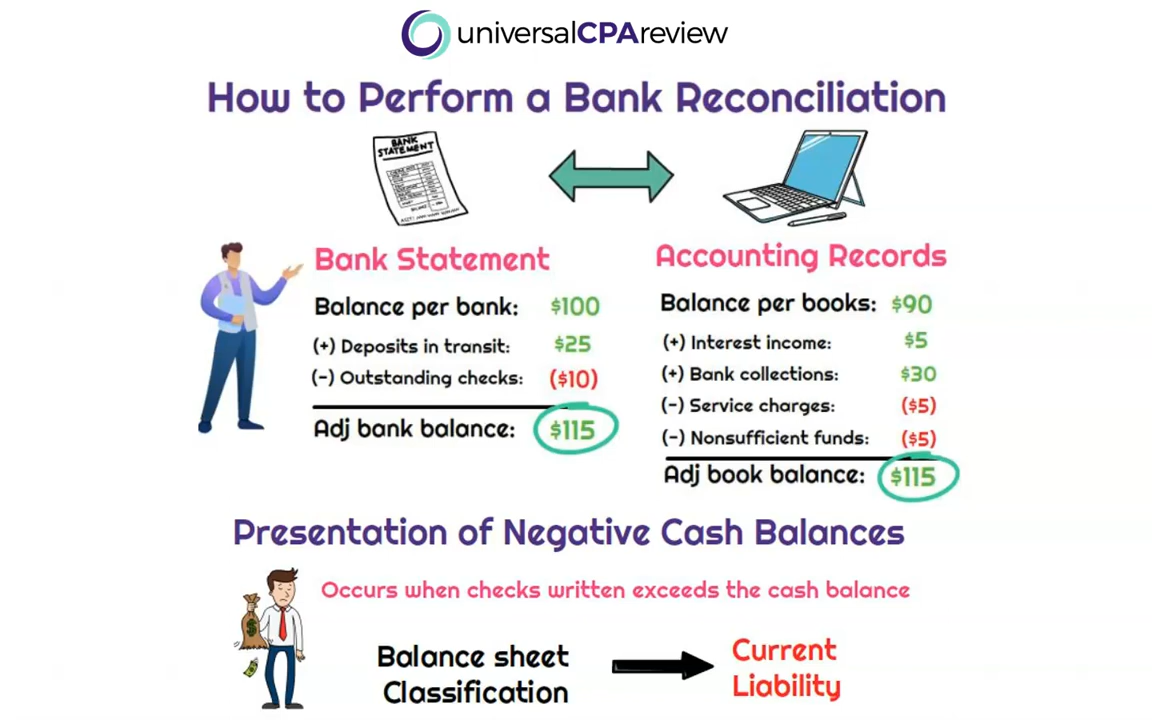 universalCPAreview
How to Perform a Bank Reconciliation
BANK
STATEMENT
Bank Statement
Balance per bank: $100
(+) Deposits in transit: $25
(-) Outstanding checks: ($10)
Adj bank balance: $115
Accounting Records
Balance per books: $90
(+) Interest income: $5
(+) Bank collections: $30
(-) Service charges: ($5)
(-) Nonsufficient funds: ($5)
Adj book balance: $115
Presentation of Negative Cash Balances
Occurs when checks written exceeds the cash balance
$
Balance sheet
Classification
Current
Liability